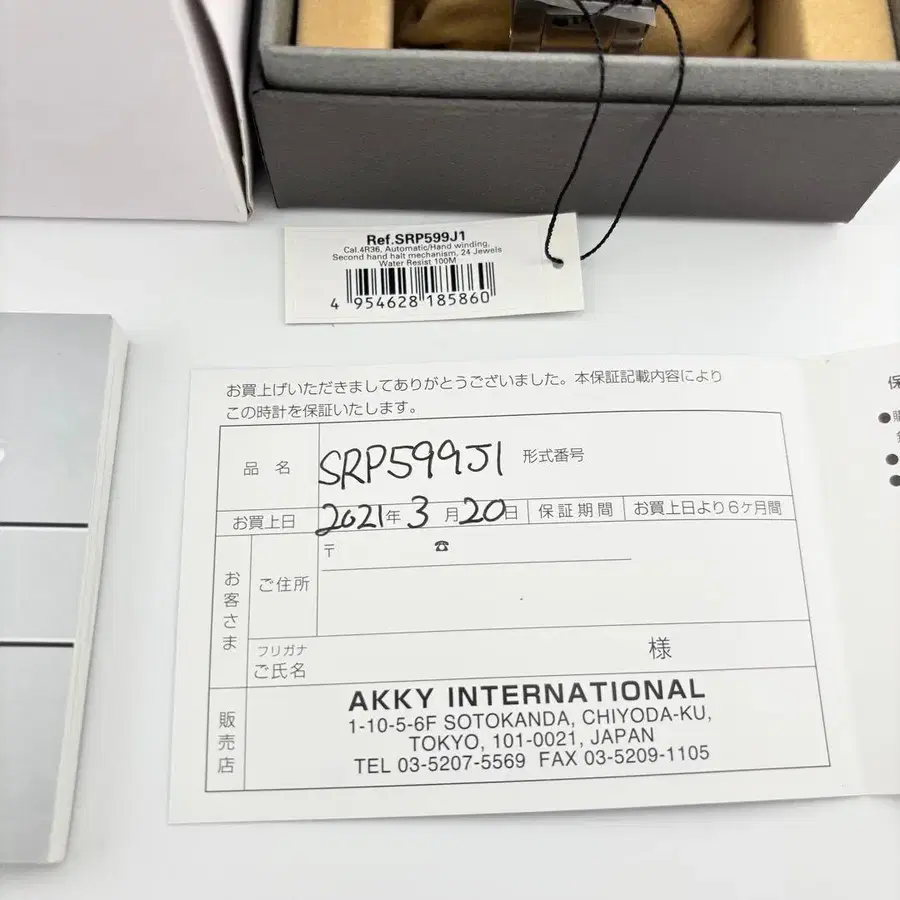 Ref.SRP599J1
Cal.4R36, Automatic/Hand winding,
Second hand halt mechanism, 24 Jewels
Water Resist 100M
4 954628 185860
お買上げいただきましてありがとうございました。本保証記載内容により
この時計を保証いたします。
品 名 SRP599J1 形式番号
お買上日 2021年 3月20日 保証期間 お買上日より6ヶ月間
お客さま
ご住所 〒 ☎
フリガナ
ご氏名 様
販売店
AKKY INTERNATIONAL
1-10-5-6F SOTOKANDA, CHIYODA-KU,
TOKYO, 101-0021, JAPAN
TEL 03-5207-5569 FAX 03-5209-1105